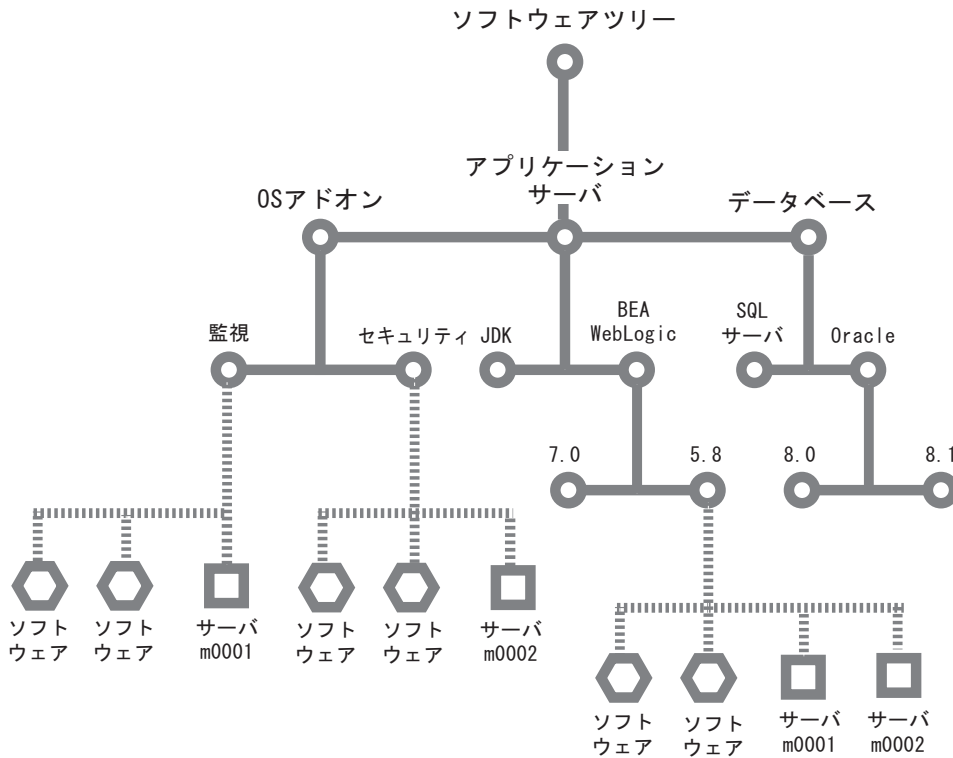 ソフトウェアツリー
アプリケーション
サーバ
OSアドオン
データベース
監視
セキュリティ
JDK
BEA
WebLogic
SQL
サーバ
Oracle
7.0
5.8
8.0
8.1
ソフト
ウェア
ソフト
ウェア
サーバ
m0001
ソフト
ウェア
ソフト
ウェア
サーバ
m0002
ソフト
ウェア
ソフト
ウェア
サーバ
m0001
サーバ
m0002